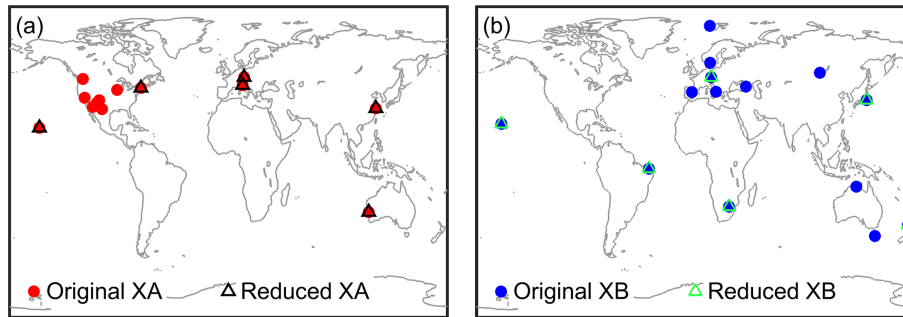 (a)
Original XA
Reduced XA
(b)
Original XB
Reduced XB